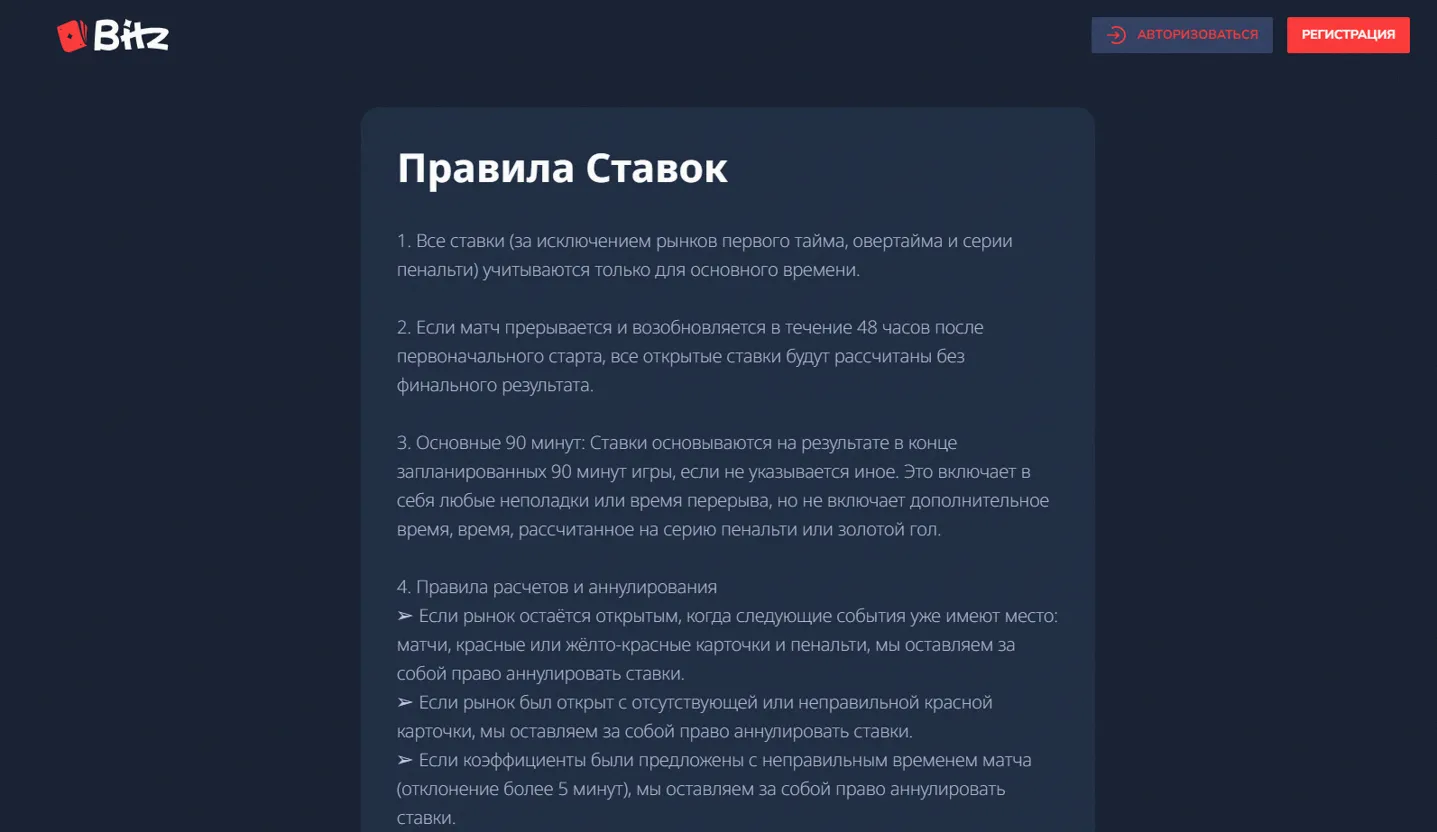 Bitz
АВТОРИЗОВАТЬСЯ
РЕГИСТРАЦИЯ
Правила Ставок
1. Все ставки (за исключением рынков первого тайма, овертайма и серии
пенальти) учитываются только для основного времени.
2. Если матч прерывается и возобновляется в течение 48 часов после
первоначального старта, все открытые ставки будут рассчитаны без
финального результата.
3. Основные 90 минут: Ставки основываются на результате в конце
запланированных 90 минут игры, если не указывается иное. Это включает в
себя любые неполадки или время перерыва, но не включает дополнительное
время, время, рассчитанное на серию пенальти или золотой гол.
4. Правила расчетов и аннулирования
➢ Если рынок остаётся открытым, когда следующие события уже имеют место:
матчи, красные или жёлто-красные карточки и пенальти, мы оставляем за
собой право аннулировать ставки.
➢ Если рынок был открыт с отсутствующей или неправильной красной
карточки, мы оставляем за собой право аннулировать ставки.
➢ Если коэффициенты были предложены с неправильным временем матча
(отклонение более 5 минут), мы оставляем за собой право аннулировать
ставки.